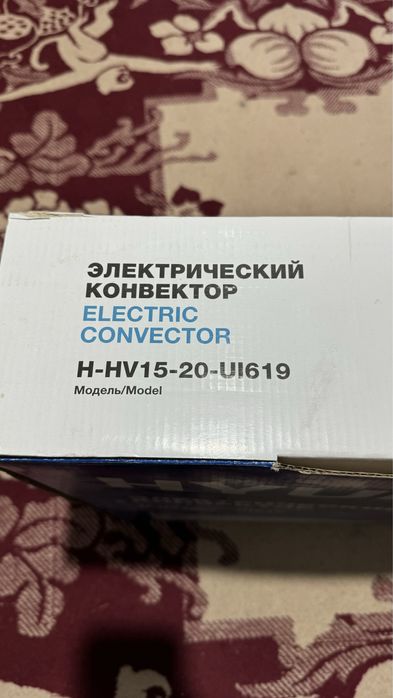 ЭЛЕКТРИЧЕСКИЙ
КОНВЕКТОР
ELECTRIC
CONVECTOR
H-HV15-20-UI619
Модель/Model